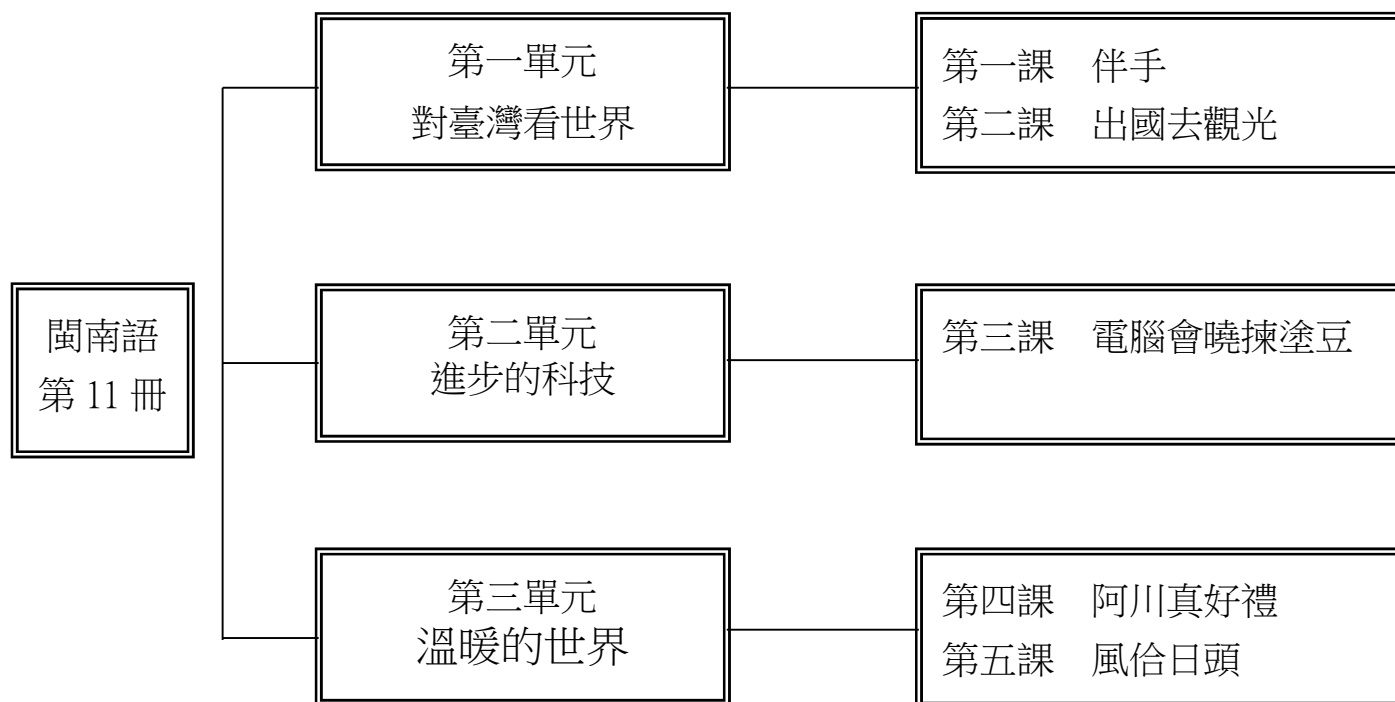 閩南語
第 11 冊
第一單元
對臺灣看世界
第一課　伴手
第二課　出國去觀光
第二單元
進步的科技
第三課　電腦會曉揀塗豆
第三單元
溫暖的世界
第四課　阿川真好禮
第五課　風佮日頭